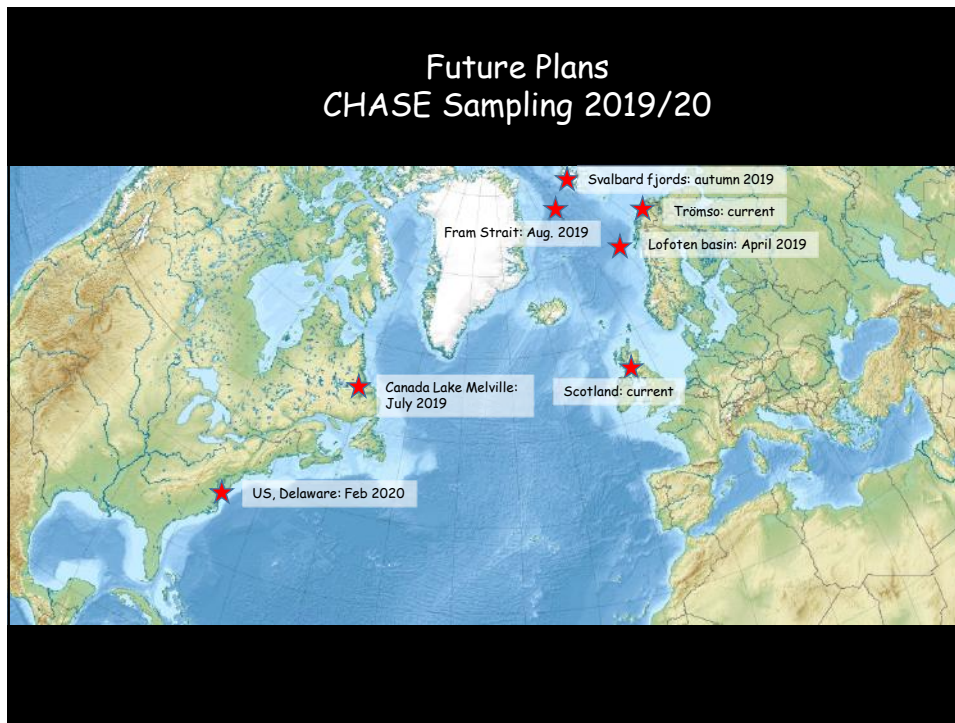 Future Plans
CHASE Sampling 2019/20
Svalbard fjords: autumn 2019
Trömso: current
Fram Strait: Aug. 2019
Lofoten basin: April 2019
Canada Lake Melville:
July 2019
Scotland: current
US, Delaware: Feb 2020